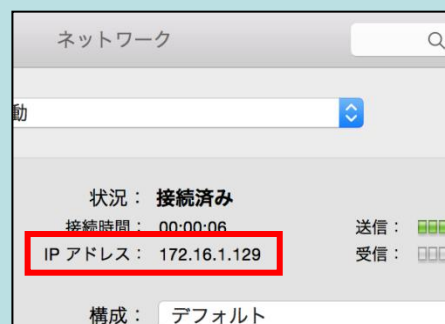 ネットワーク
動
状況： 接続済み
接続時間： 00:00:06 送信：
IP アドレス： 172.16.1.129 受信：
構成： デフォルト